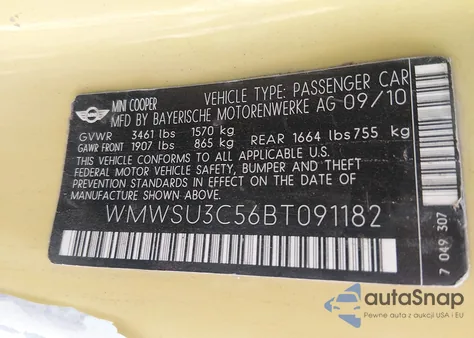 MINI COOPER VEHICLE TYPE: PASSENGER CAR
MFD BY BAYERISCHE MOTORENWERKE AG 09/10
GVWR 3461 lbs 1570 kg
GAWR FRONT 1907 lbs 865 kg REAR 1664 lbs 755 kg
THIS VEHICLE CONFORMS TO ALL APPLICABLE U.S.
FEDERAL MOTOR VEHICLE SAFETY, BUMPER AND THEFT
PREVENTION STANDARDS IN EFFECT ON THE DATE OF
MANUFACTURE SHOWN ABOVE.
WMWSU3C56BT091182
7 049 307
autoSnap
Pewne auta z aukcji USA i EU